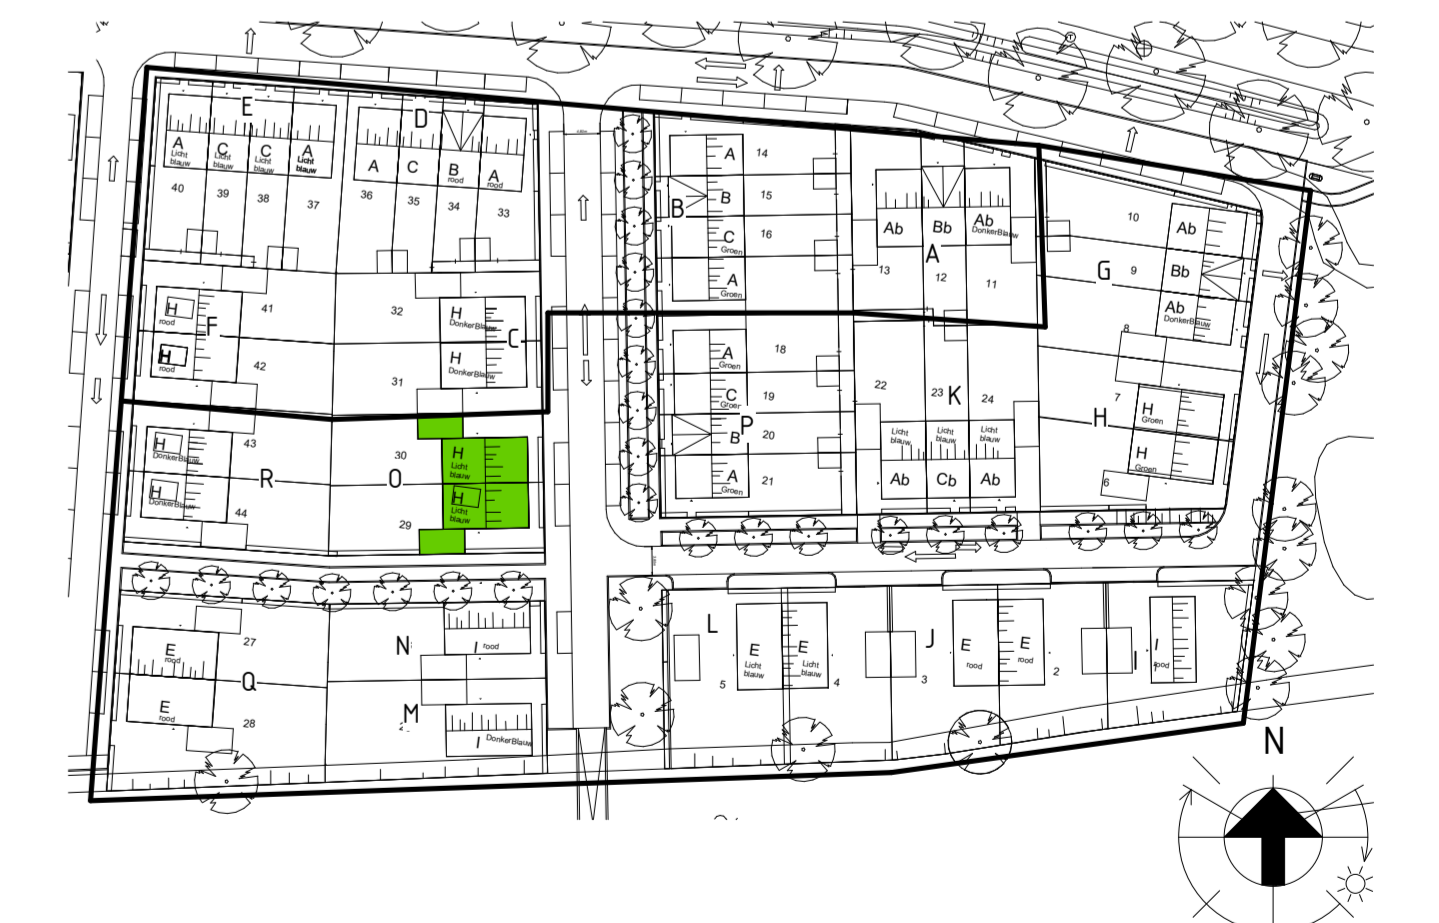 E
D
A
Licht
blauw
C
Licht
blauw
C
Licht
blauw
A
Licht
blauw
A
C
B
rood
A
rood
40
39
38
37
36
35
34
33
B
A
14
B
15
C
Groen
16
A
Groen
Ab
Bb
Ab
DonkerBlauw
A
13
12
11
10
G
9
Ab
Bb
Ab
DonkerBlauw
8
H
rood
F
H
rood
41
42
32
31
H
DonkerBlauw
C
H
DonkerBlauw
A
Groen
18
C
Groen
19
P
B
20
A
Groen
21
22
23
K
24
Licht
blauw
Licht
blauw
Licht
blauw
Ab
Cb
Ab
7
H
H
Groen
H
Groen
6
H
DonkerBlauw
H
DonkerBlauw
43
R
44
30
O
29
H
Licht
blauw
H
Licht
blauw
E
rood
E
rood
27
Q
28
N
I rood
M
I DonkerBlauw
L
E
Licht
blauw
E
Licht
blauw
5
4
J
3
E
rood
E
rood
2
I
I
rood
N